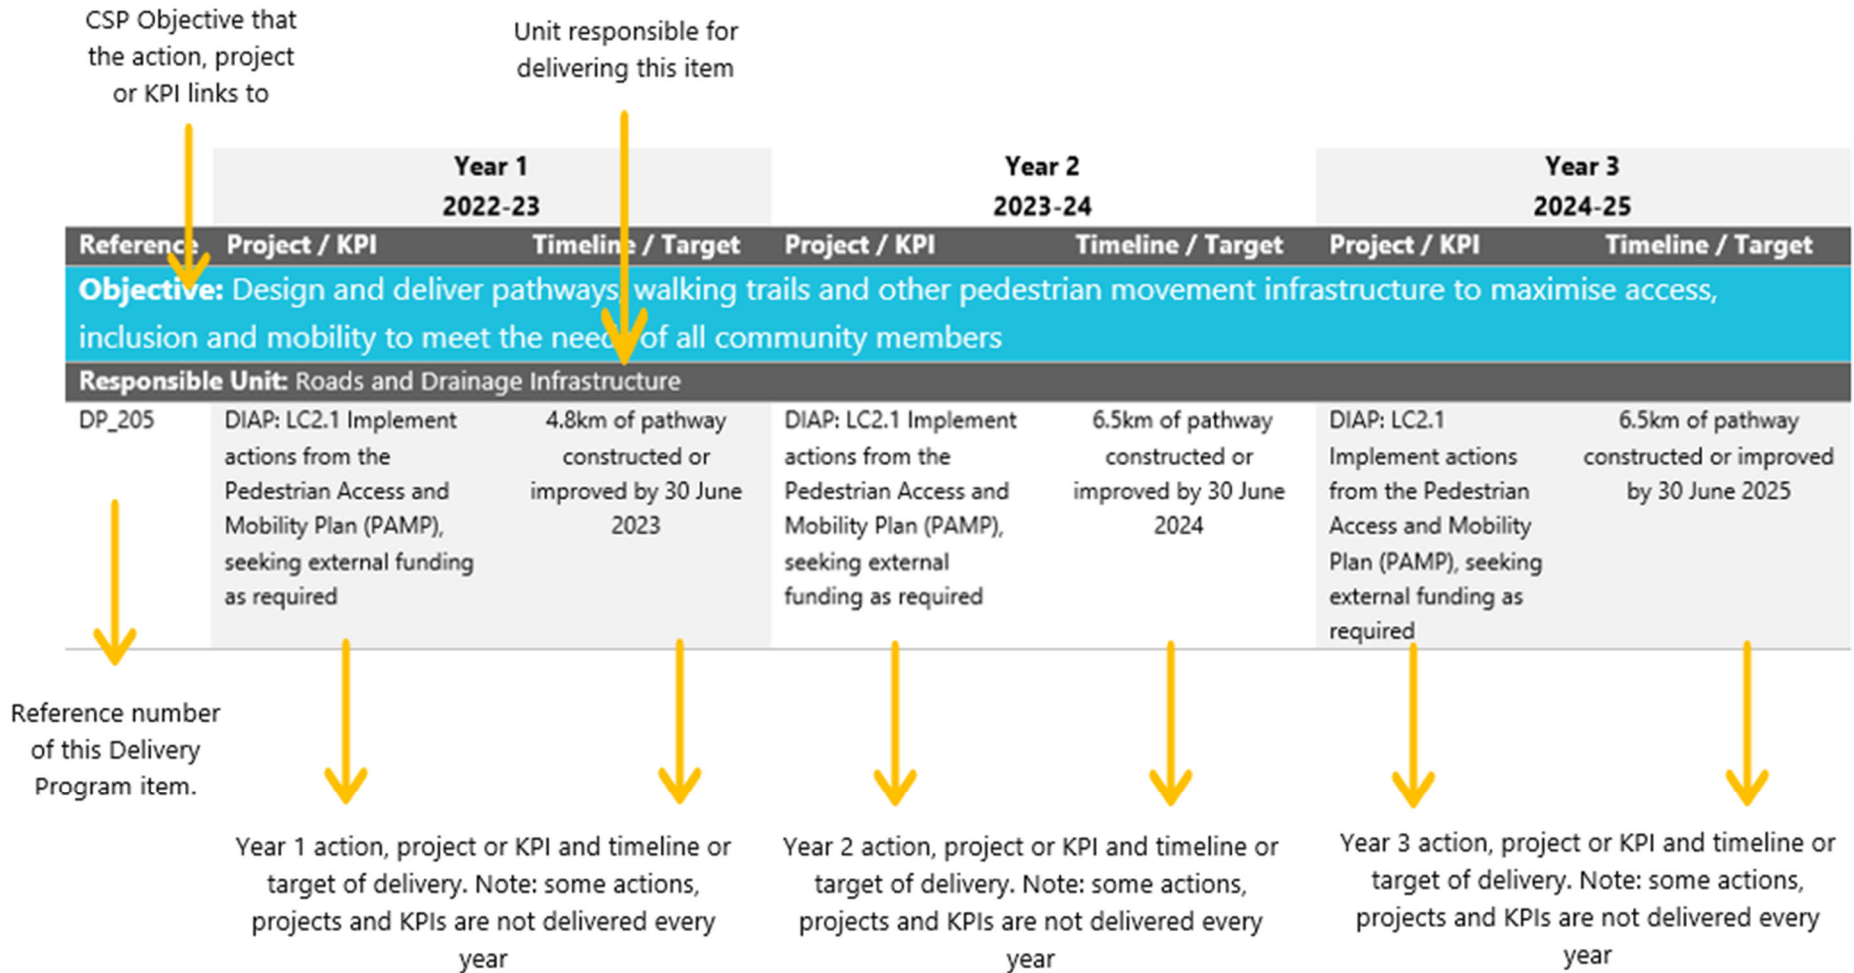 CSP Objective that
the action, project
or KPI links to
Unit responsible for
delivering this item
Year 1
2022-23
Year 2
2023-24
Year 3
2024-25
Reference Project / KPI Timeline / Target Project / KPI Timeline / Target Project / KPI Timeline / Target
Objective: Design and deliver pathways, walking trails and other pedestrian movement infrastructure to maximise access,
inclusion and mobility to meet the needs of all community members
Responsible Unit: Roads and Drainage Infrastructure
DP_205
DIAP: LC2.1 Implement
actions from the
Pedestrian Access and
Mobility Plan (PAMP),
seeking external funding
as required
4.8km of pathway
constructed or
improved by 30 June
2023
DIAP: LC2.1 Implement
actions from the
Pedestrian Access and
Mobility Plan (PAMP),
seeking external
funding as required
6.5km of pathway
constructed or
improved by 30 June
2024
DIAP: LC2.1
Implement actions
from the Pedestrian
Access and Mobility
Plan (PAMP), seeking
external funding as
required
6.5km of pathway
constructed or improved
by 30 June 2025
Reference number
of this Delivery
Program item.
Year 1 action, project or KPI and timeline or
target of delivery. Note: some actions,
projects and KPIs are not delivered every
year
Year 2 action, project or KPI and timeline or
target of delivery. Note: some actions,
projects and KPIs are not delivered every
year
Year 3 action, project or KPI and timeline or
target of delivery. Note: some actions,
projects and KPIs are not delivered every
year